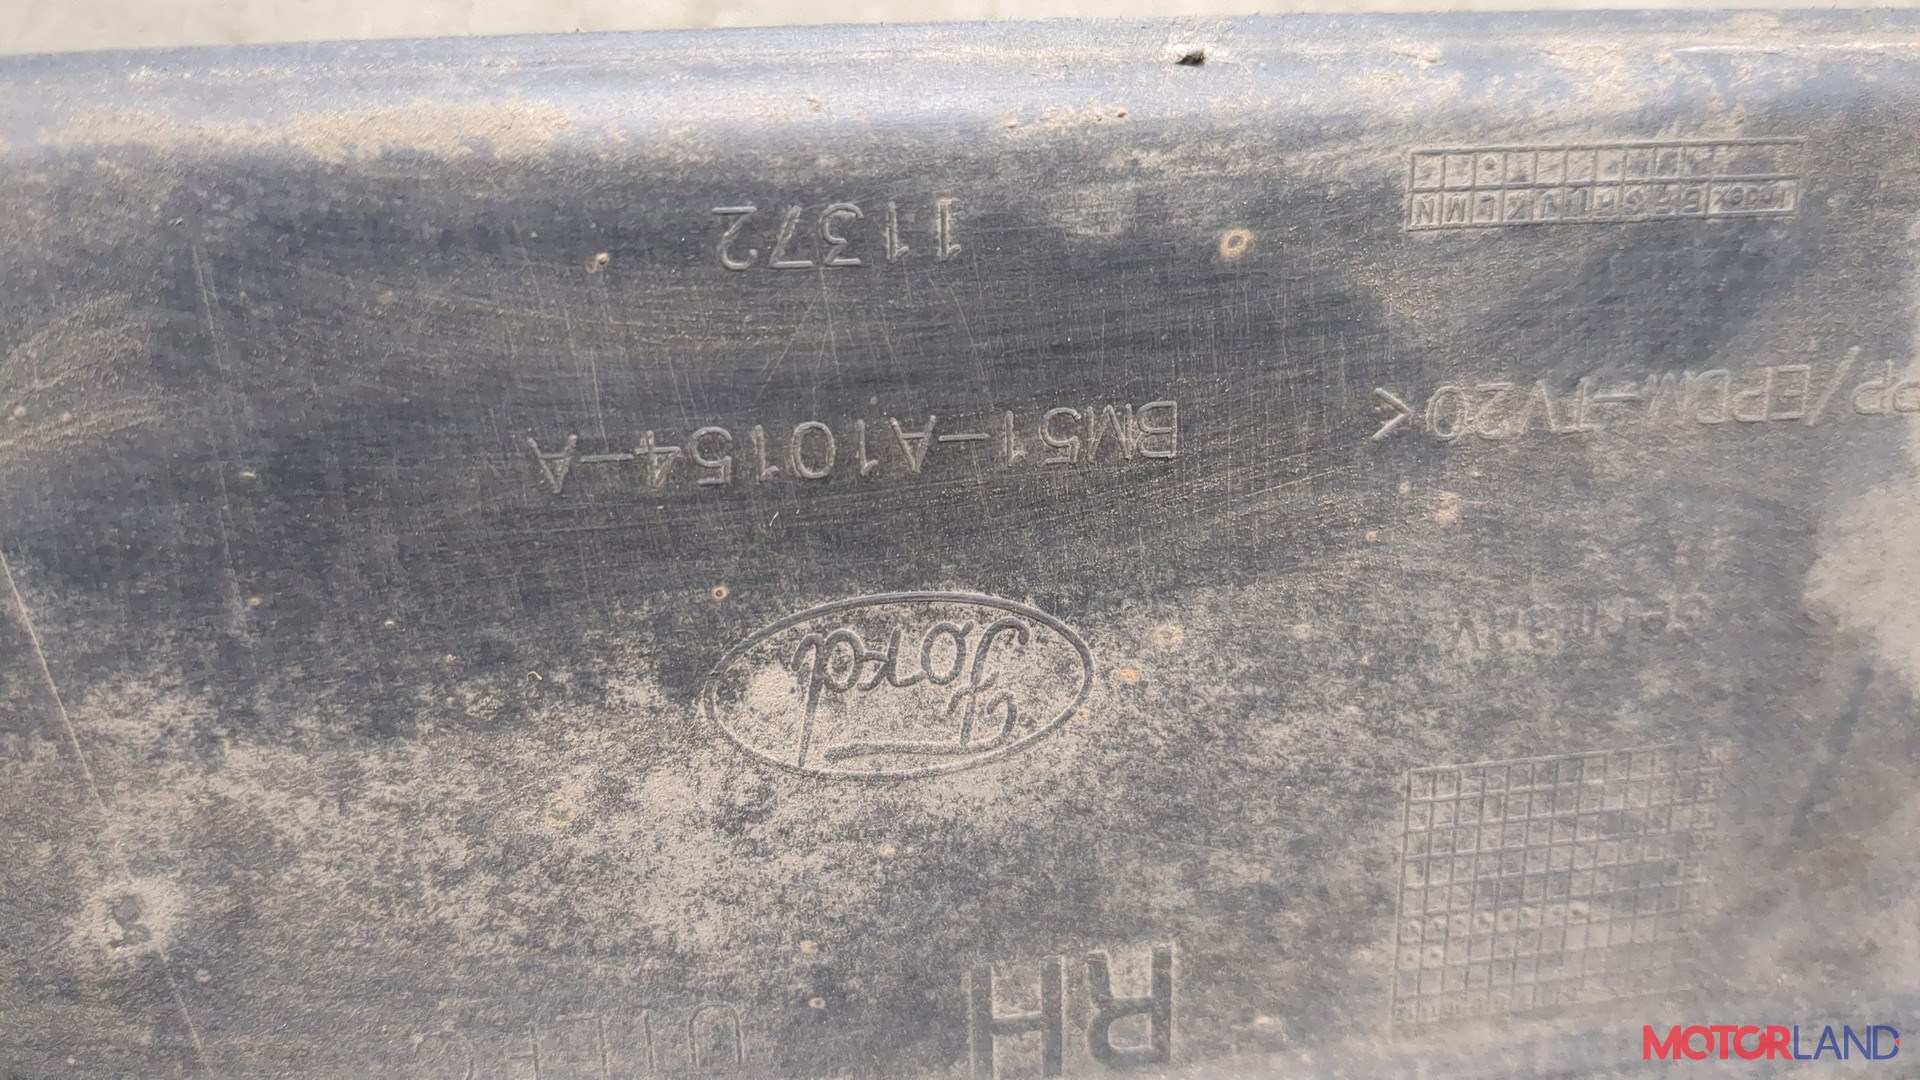 RH
Ford
PP/EPDM-TV20<
BM51-A10154-A
11372
MOTORLAND